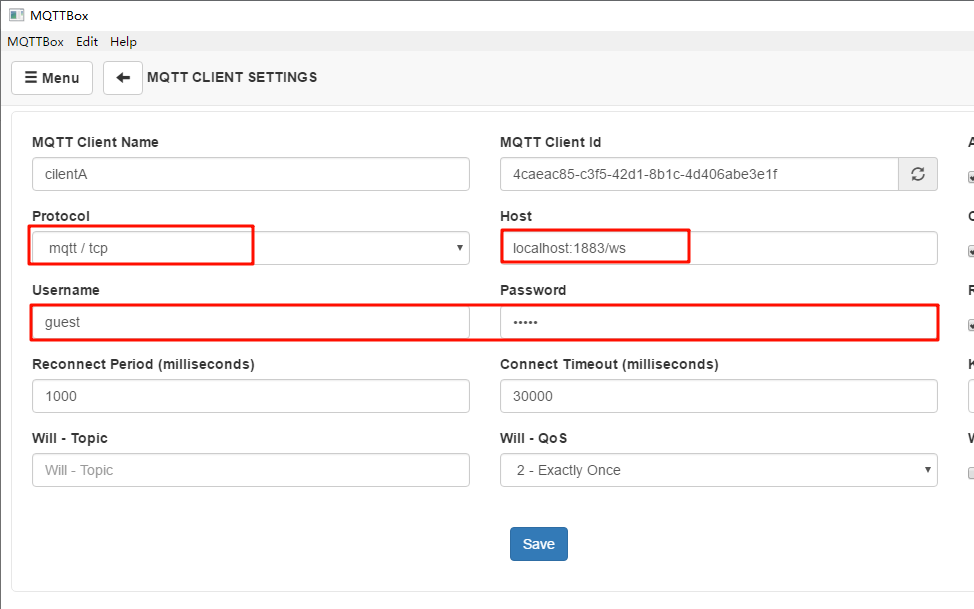 MQTTBox
MQTTBox Edit Help
Menu MQTT CLIENT SETTINGS
MQTT Client Name MQTT Client Id
cilentA 4caeac85-c3f5-42d1-8b1c-4d406abe3e1f
Protocol Host
mqtt / tcp localhost:1883/ws
Username Password
guest •••••
Reconnect Period (milliseconds) Connect Timeout (milliseconds)
1000 30000
Will - Topic Will - QoS
Will - Topic 2 - Exactly Once
Save